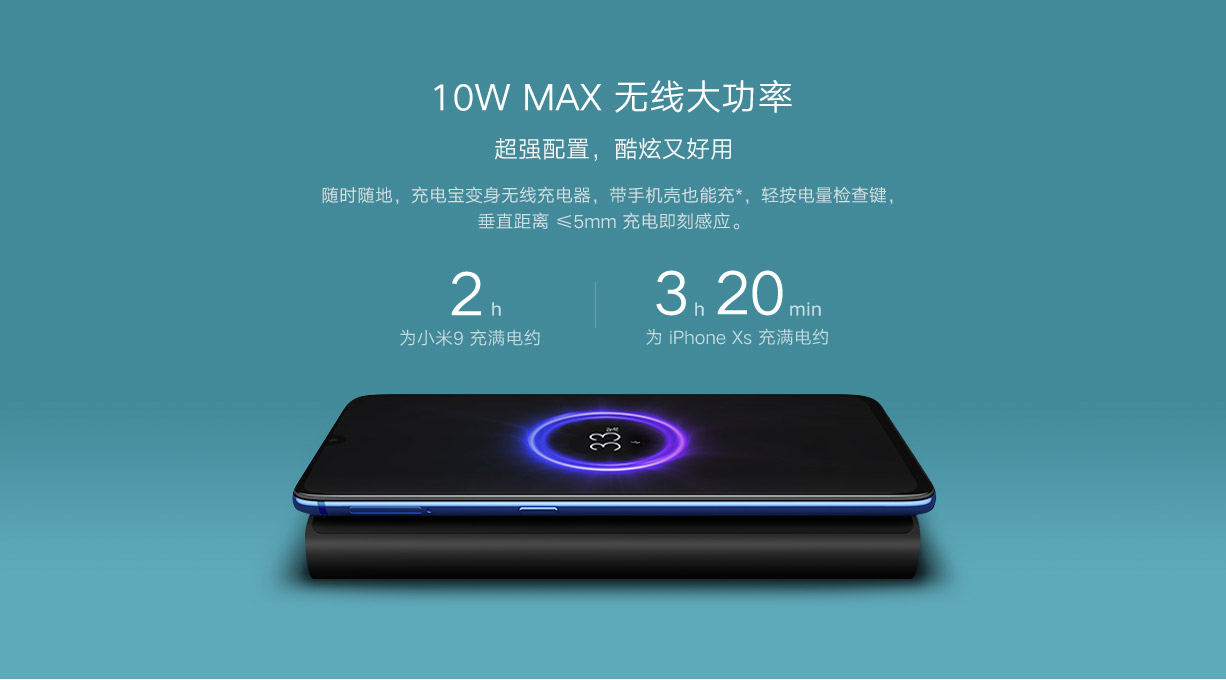 10W MAX 无线大功率
超强配置，酷炫又好用
随时随地，充电宝变身无线充电器，带手机壳也能充*，轻按电量检查键，
垂直距离 ≤5mm 充电即刻感应。
2 h
为小米9 充满电约
3 h 20 min
为 iPhone Xs 充满电约
33